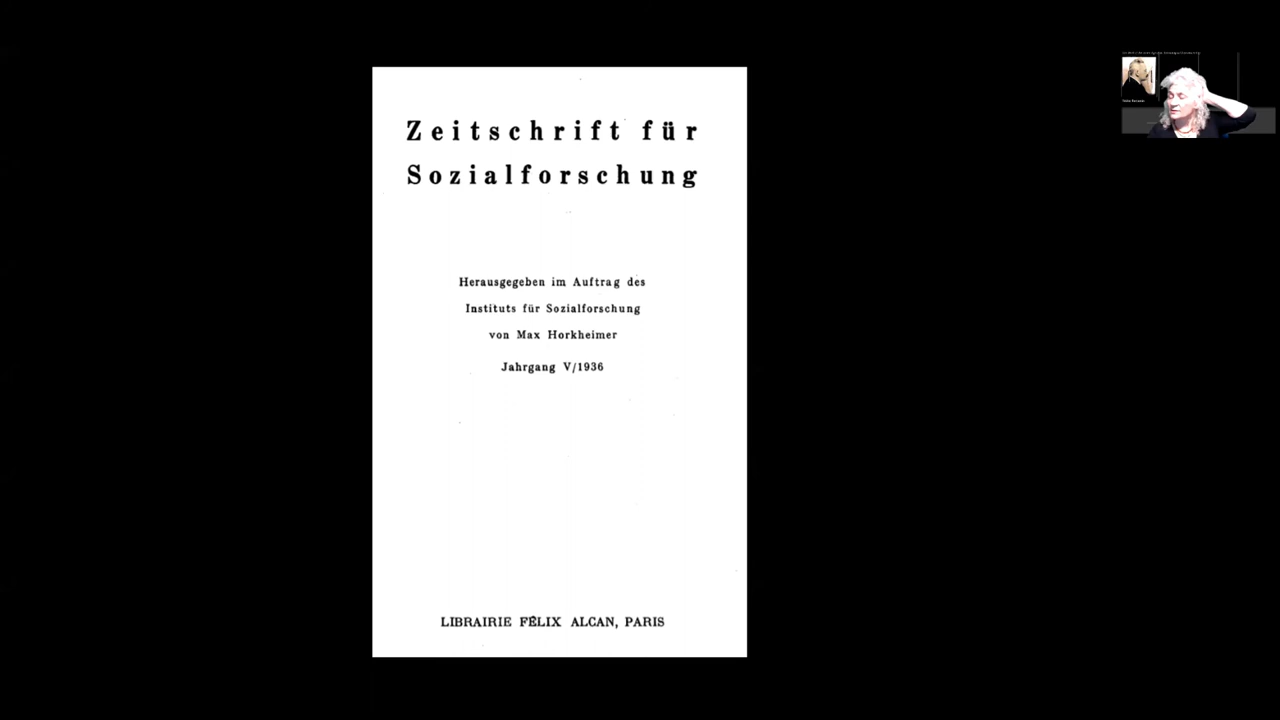 Zeitschrift für
Sozialforschung
Herausgegeben im Auftrag des
Instituts für Sozialforschung
von Max Horkheimer
Jahrgang V/1936
LIBRAIRIE FÉLIX ALCAN, PARIS